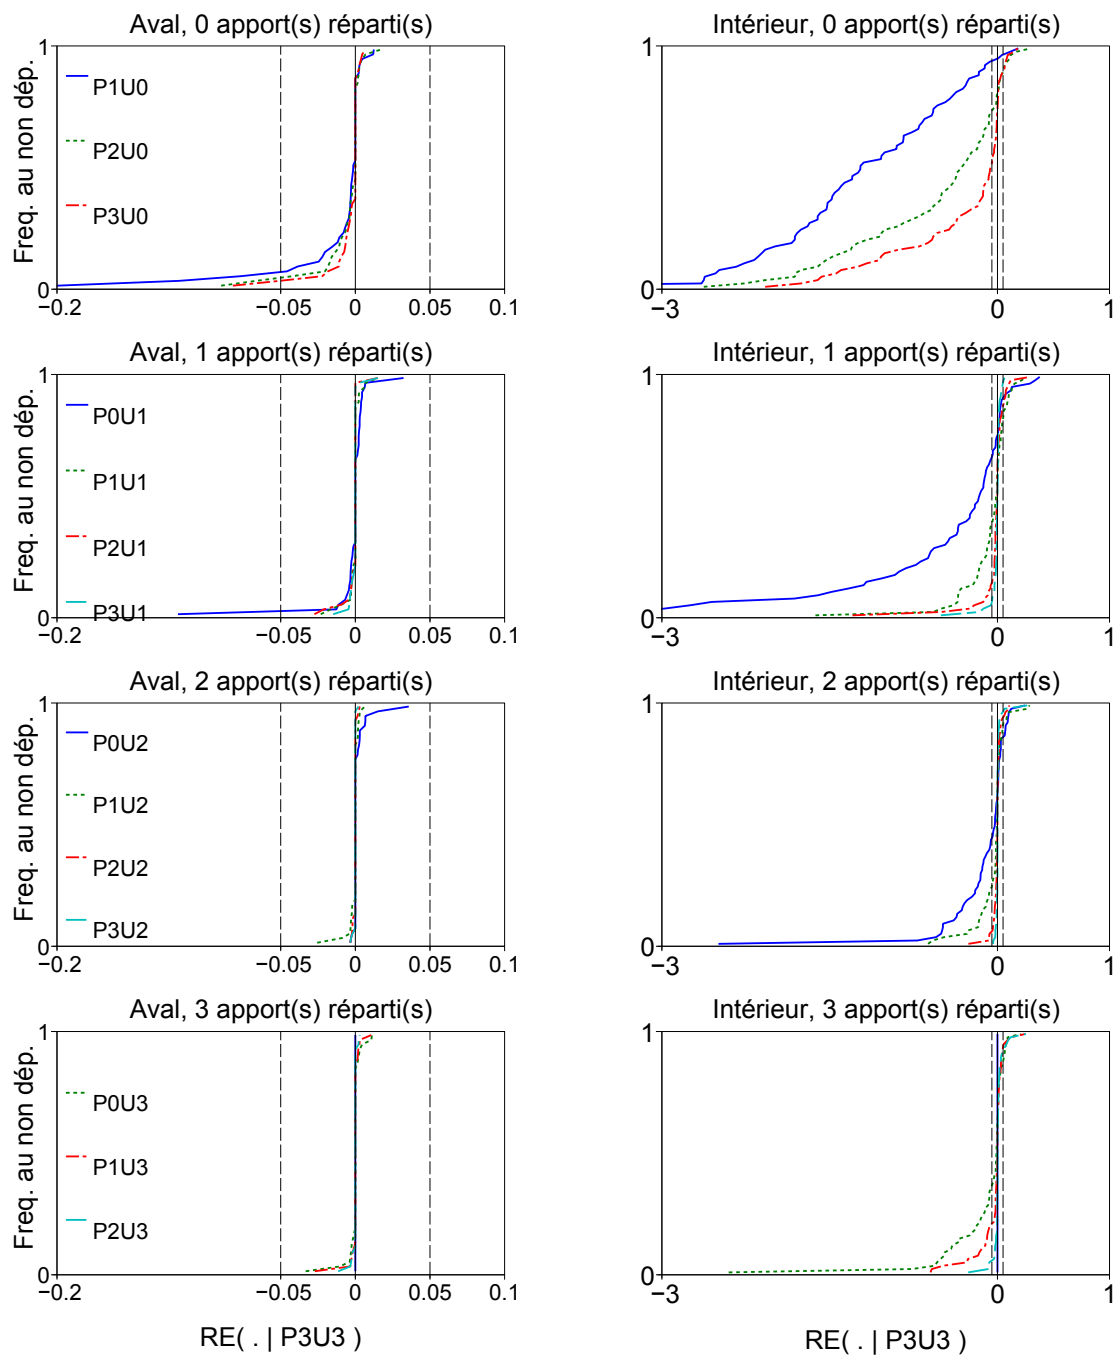 Aval, 0 apport(s) réparti(s)
Freq. au non dép.
1
0
P1U0
P2U0
P3U0
−0.2
−0.05
0
0.05
0.1
Intérieur, 0 apport(s) réparti(s)
1
0
−3
0
1
Aval, 1 apport(s) réparti(s)
Freq. au non dép.
1
0
P0U1
P1U1
P2U1
P3U1
−0.2
−0.05
0
0.05
0.1
Intérieur, 1 apport(s) réparti(s)
1
0
−3
0
1
Aval, 2 apport(s) réparti(s)
Freq. au non dép.
1
0
P0U2
P1U2
P2U2
P3U2
−0.2
−0.05
0
0.05
0.1
Intérieur, 2 apport(s) réparti(s)
1
0
−3
0
1
Aval, 3 apport(s) réparti(s)
Freq. au non dép.
1
0
P0U3
P1U3
P2U3
−0.2
−0.05
0
0.05
0.1
RE( . | P3U3 )
Intérieur, 3 apport(s) réparti(s)
1
0
−3
0
1
RE( . | P3U3 )